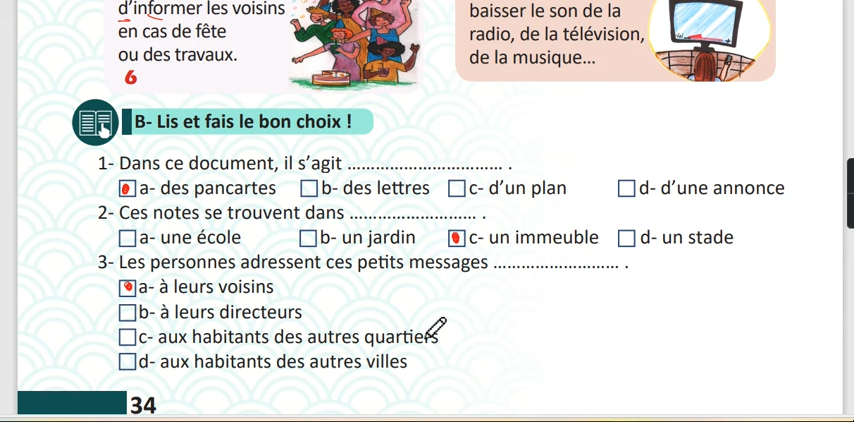 d'informer les voisins
en cas de fête
ou des travaux.
6
baisser le son de la
radio, de la télévision,
de la musique...
B- Lis et fais le bon choix !
1- Dans ce document, il s'agit ................................ .
a- des pancartes b- des lettres c- d'un plan d- d'une annonce
2- Ces notes se trouvent dans .......................... .
a- une école b- un jardin c- un immeuble d- un stade
3- Les personnes adressent ces petits messages .......................... .
a- à leurs voisins
b- à leurs directeurs
c- aux habitants des autres quartiers
d- aux habitants des autres villes
34